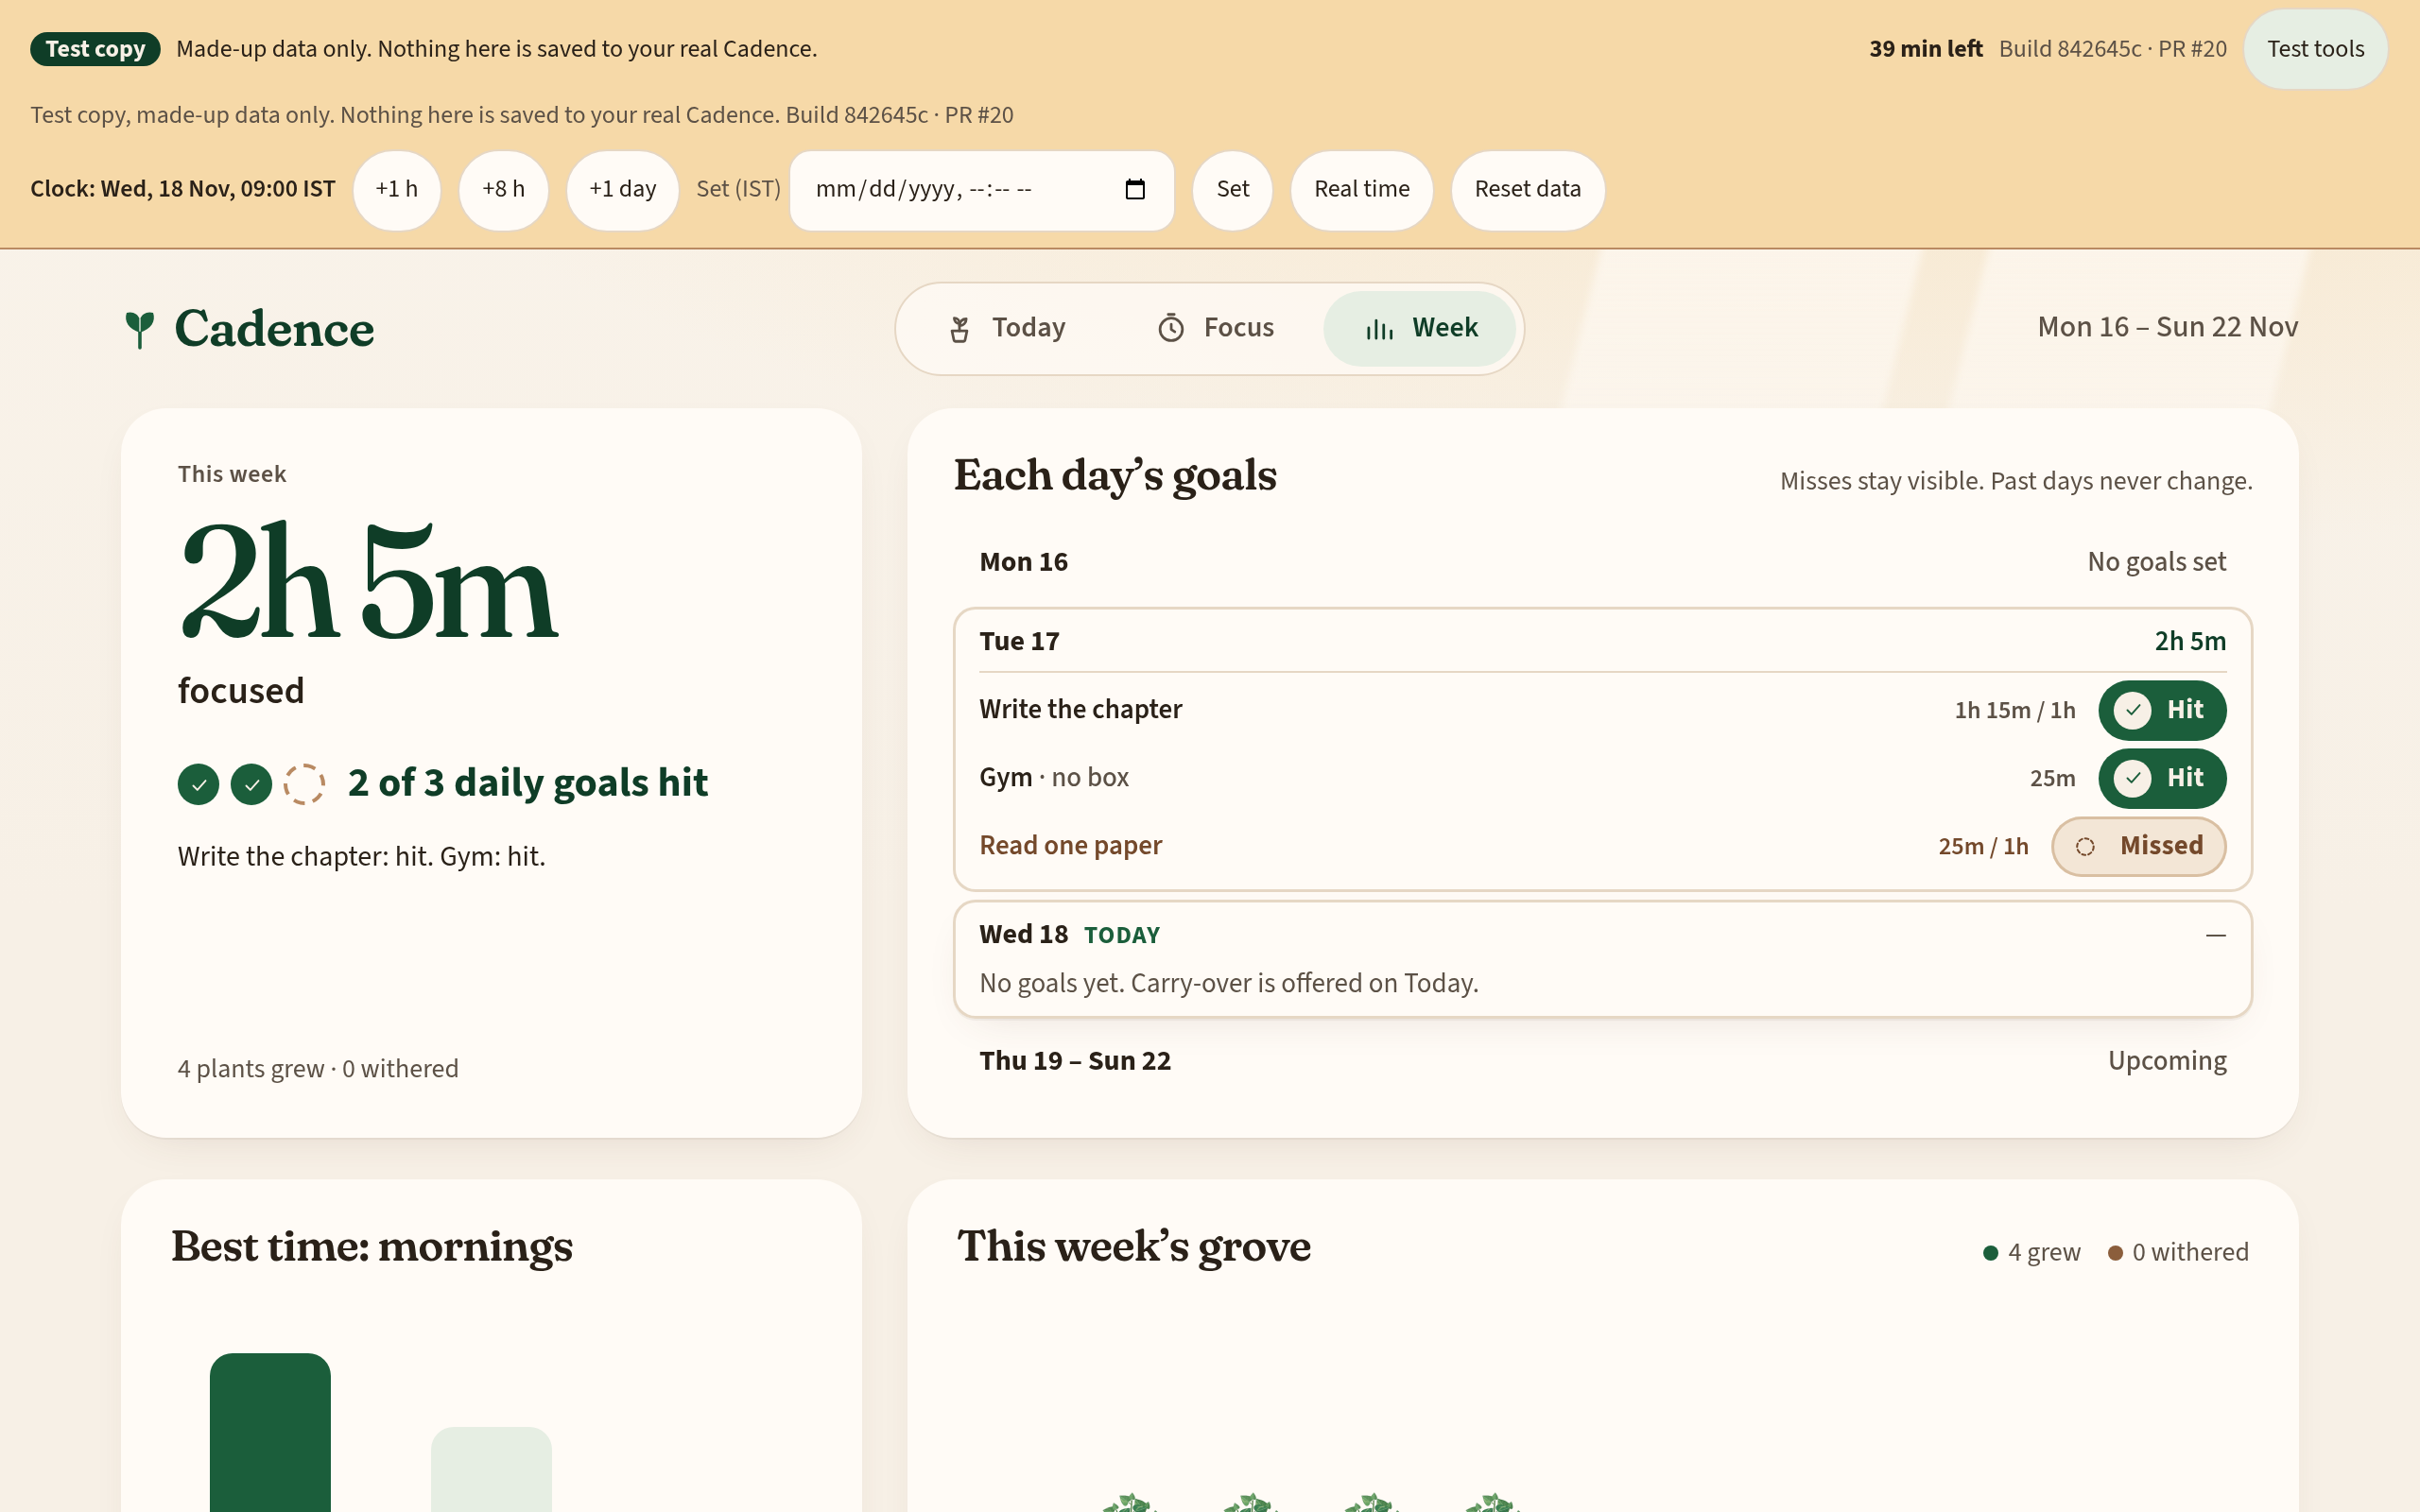 Test copy Made-up data only. Nothing here is saved to your real Cadence. 39 min left Build 842645c · PR #20 Test tools
Test copy, made-up data only. Nothing here is saved to your real Cadence. Build 842645c · PR #20
Clock: Wed, 18 Nov, 09:00 IST +1 h +8 h +1 day Set (IST) mm/dd/yyyy, --:-- -- Set Real time Reset data
Cadence Today Focus Week Mon 16 – Sun 22 Nov
This week
2h 5m
focused
2 of 3 daily goals hit
Write the chapter: hit. Gym: hit.
4 plants grew · 0 withered
Each day’s goals Misses stay visible. Past days never change.
Mon 16 No goals set
Tue 17 2h 5m
Write the chapter 1h 15m / 1h Hit
Gym · no box 25m Hit
Read one paper 25m / 1h Missed
Wed 18 TODAY —
No goals yet. Carry-over is offered on Today.
Thu 19 – Sun 22 Upcoming
Best time: mornings
This week’s grove 4 grew 0 withered